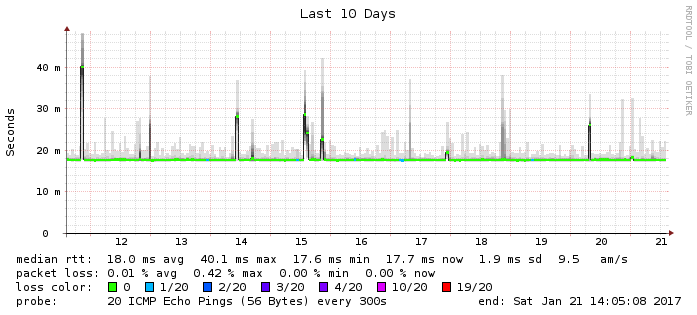 Last 10 Days
RRDTOOL / TOBI OETIKER
Seconds
40 m
30 m
20 m
10 m
0
12 13 14 15 16 17 18 19 20 21
median rtt: 18.0 ms avg 40.1 ms max 17.6 ms min 17.7 ms now 1.9 ms sd 9.5 am/s
packet loss: 0.01 % avg 0.42 % max 0.00 % min 0.00 % now
loss color: 0 1/20 2/20 3/20 4/20 10/20 19/20
probe: 20 ICMP Echo Pings (56 Bytes) every 300s end: Sat Jan 21 14:05:08 2017